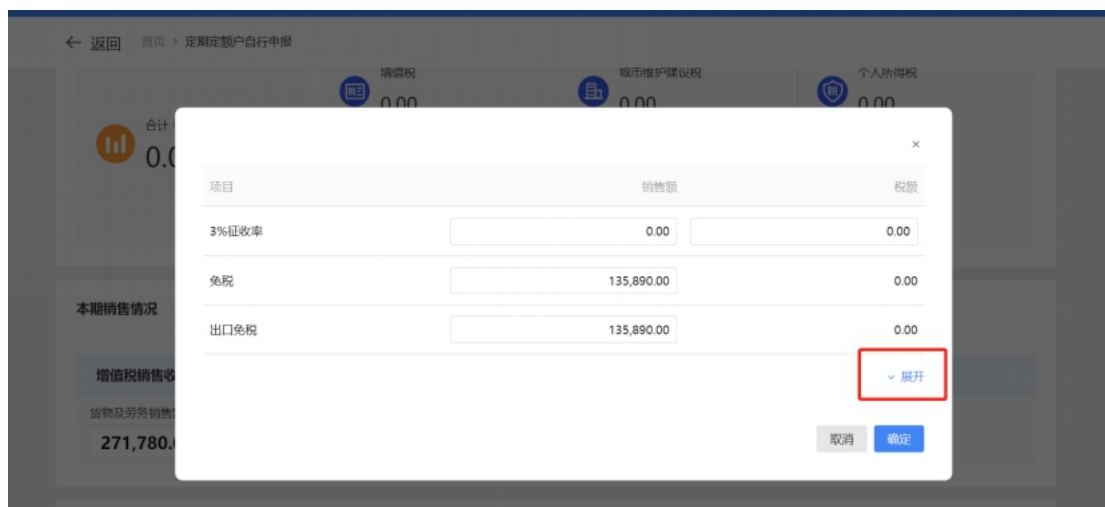 ← 返回 首页 > 定期定额户自行申报
增值税 城市维护建设税 个人所得税
0.00 0.00 0.00
合计
0.0
×
项目 销售额 税额
3%征收率 0.00 0.00
免税 135,890.00 0.00
出口免税 135,890.00 0.00
展开
取消 确定
本期销售情况
增值税销售收
货物及劳务销售
271,780.